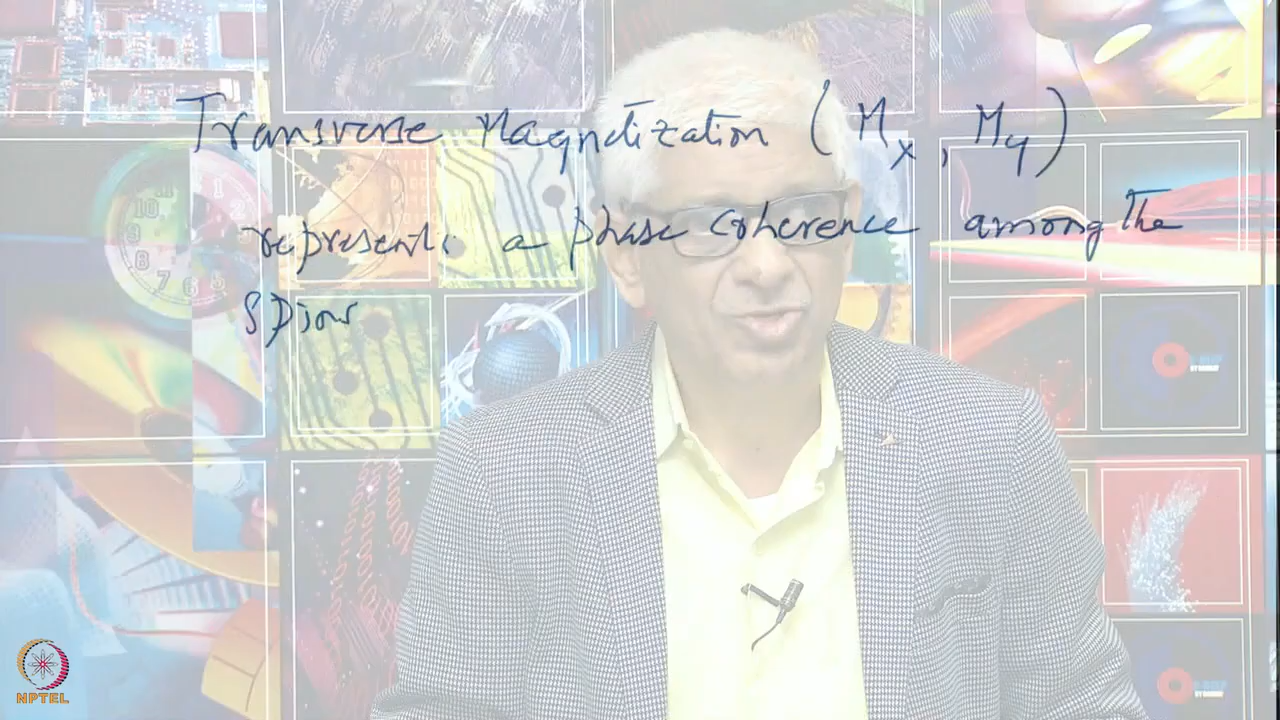 Transverse Magnetization (Mx, My)
represents a phase coherence among the
spins
NPTEL